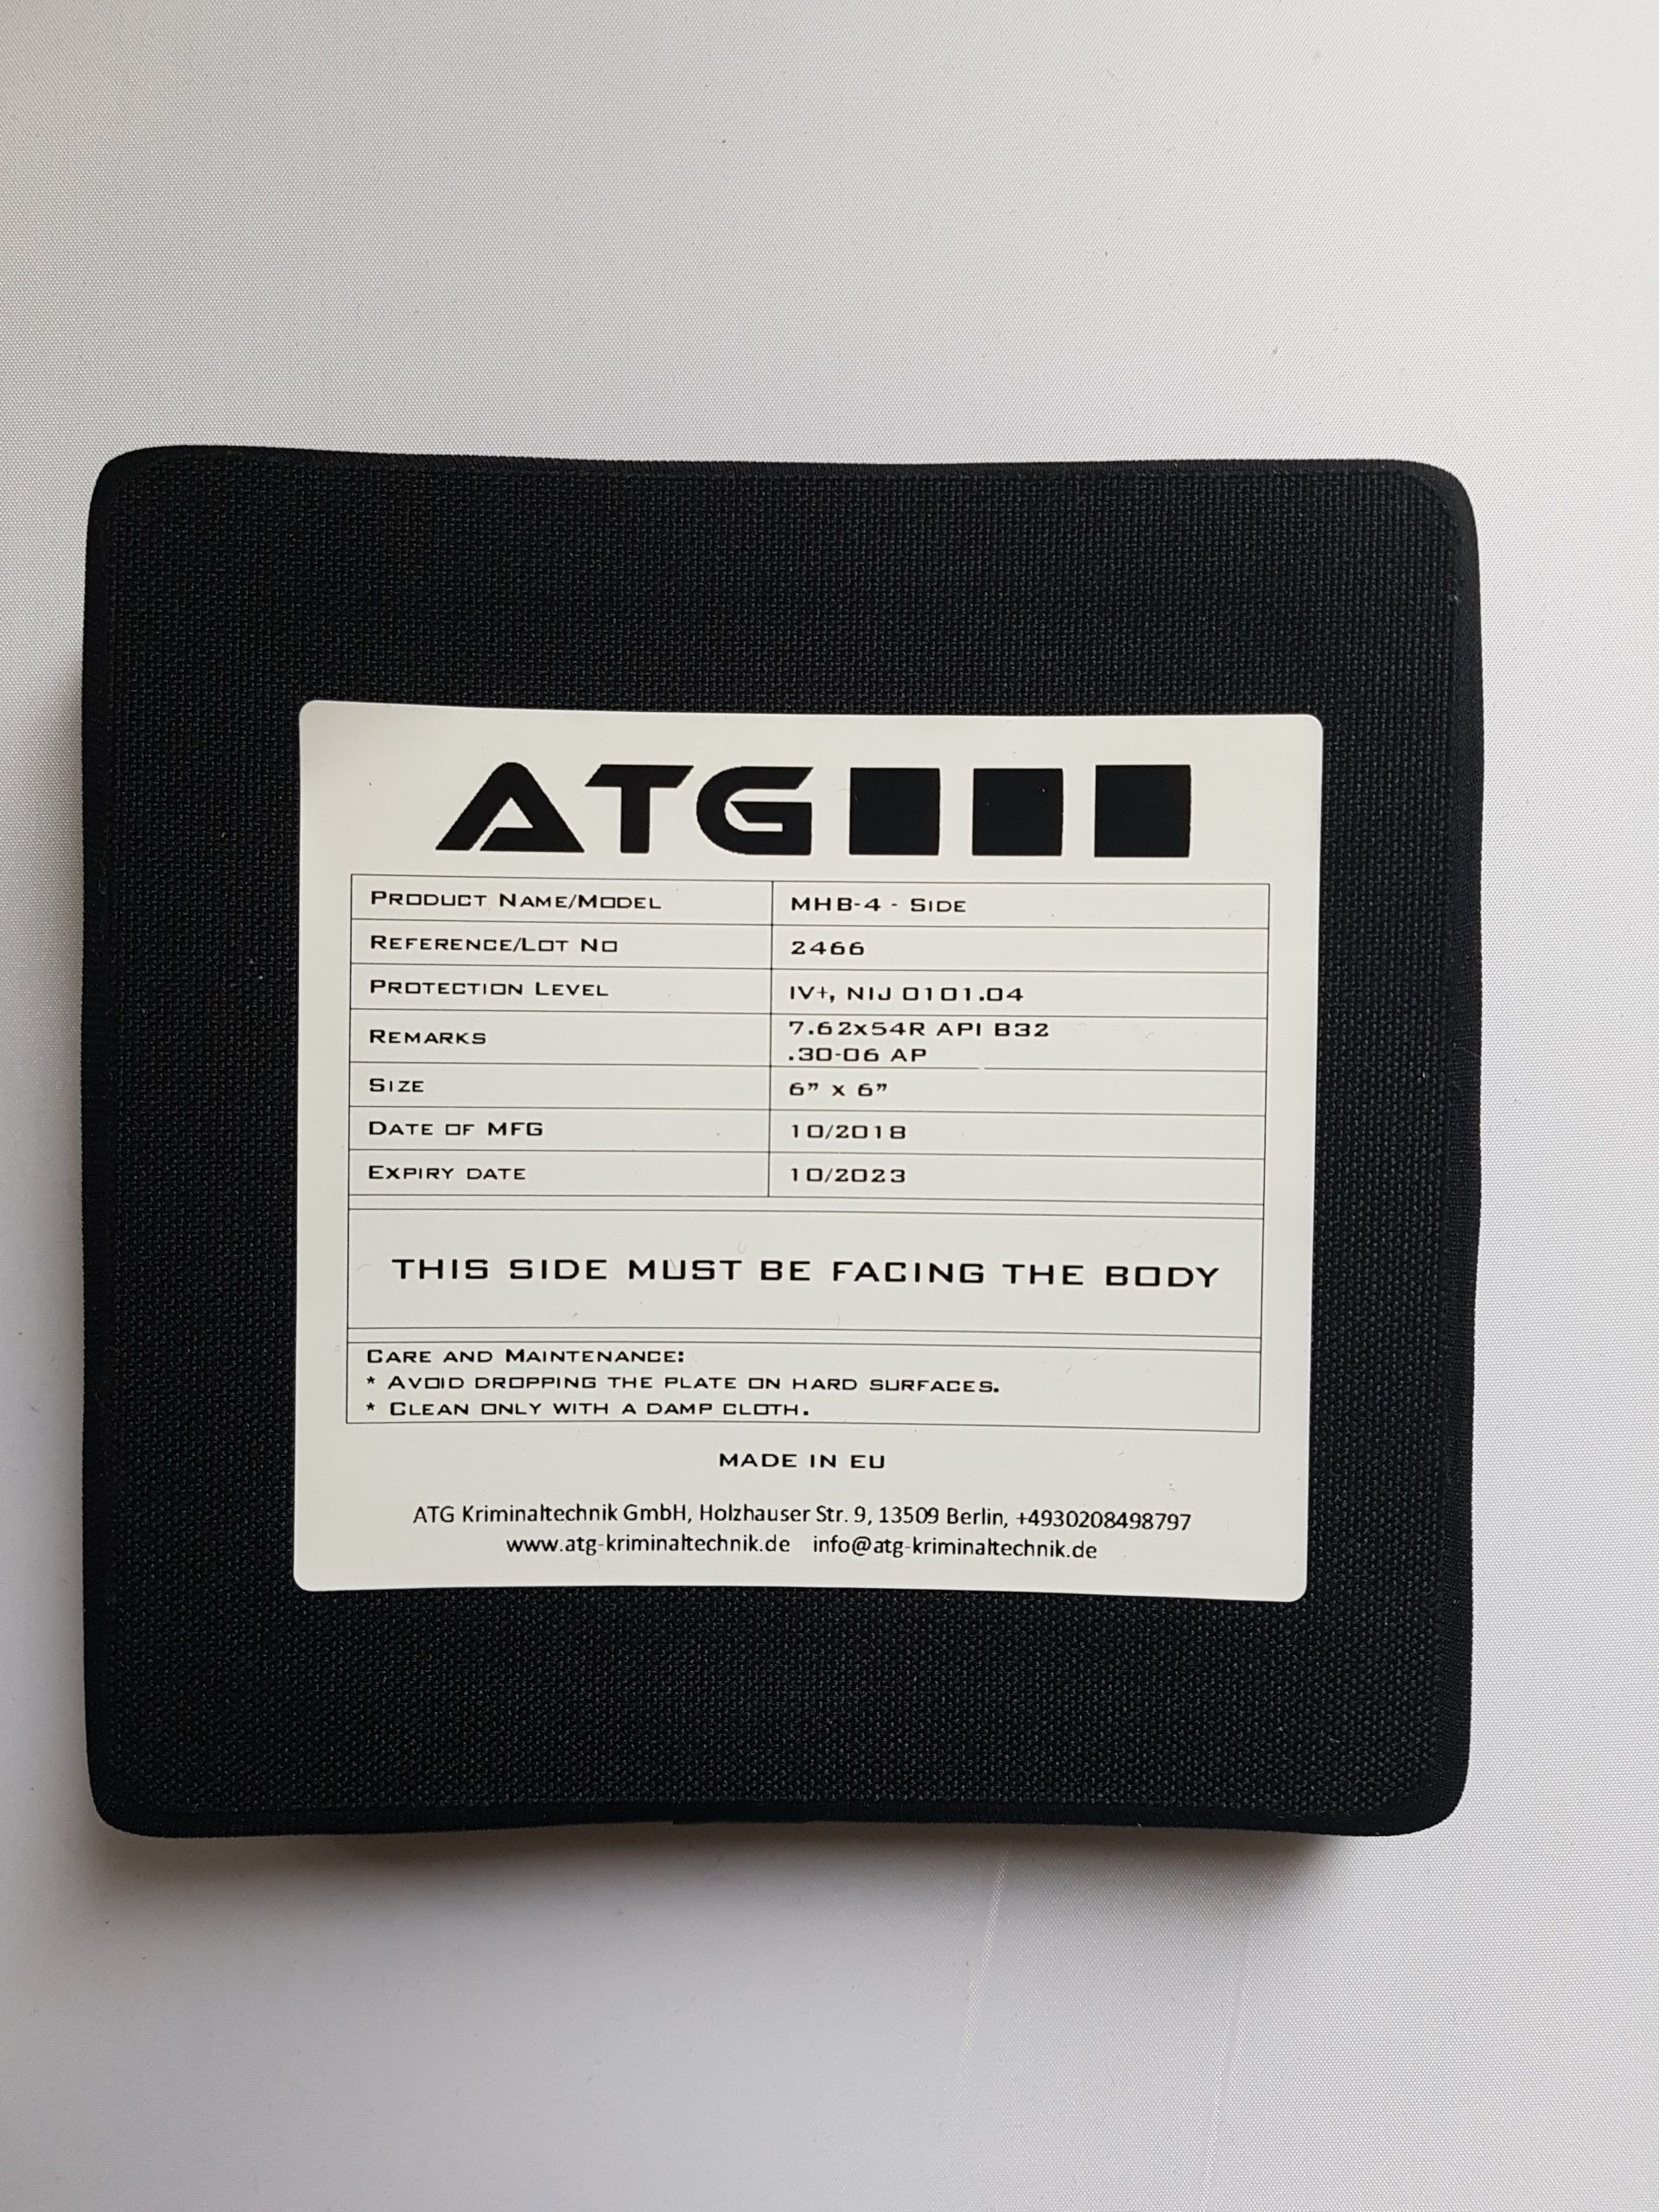 ATG
PRODUCT NAME/MODEL MHB-4 - SIDE
REFERENCE/LOT NO 2466
PROTECTION LEVEL IV+, NIJ 0101.04
REMARKS 7.62x54R API B32
.30-06 AP
SIZE 6” x 6”
DATE OF MFG 10/2018
EXPIRY DATE 10/2023
THIS SIDE MUST BE FACING THE BODY
CARE AND MAINTENANCE:
* AVOID DROPPING THE PLATE ON HARD SURFACES.
* CLEAN ONLY WITH A DAMP CLOTH.
MADE IN EU
ATG Kriminaltechnik GmbH, Holzhauser Str. 9, 13509 Berlin, +4930208498797
www.atg-kriminaltechnik.de info@atg-kriminaltechnik.de